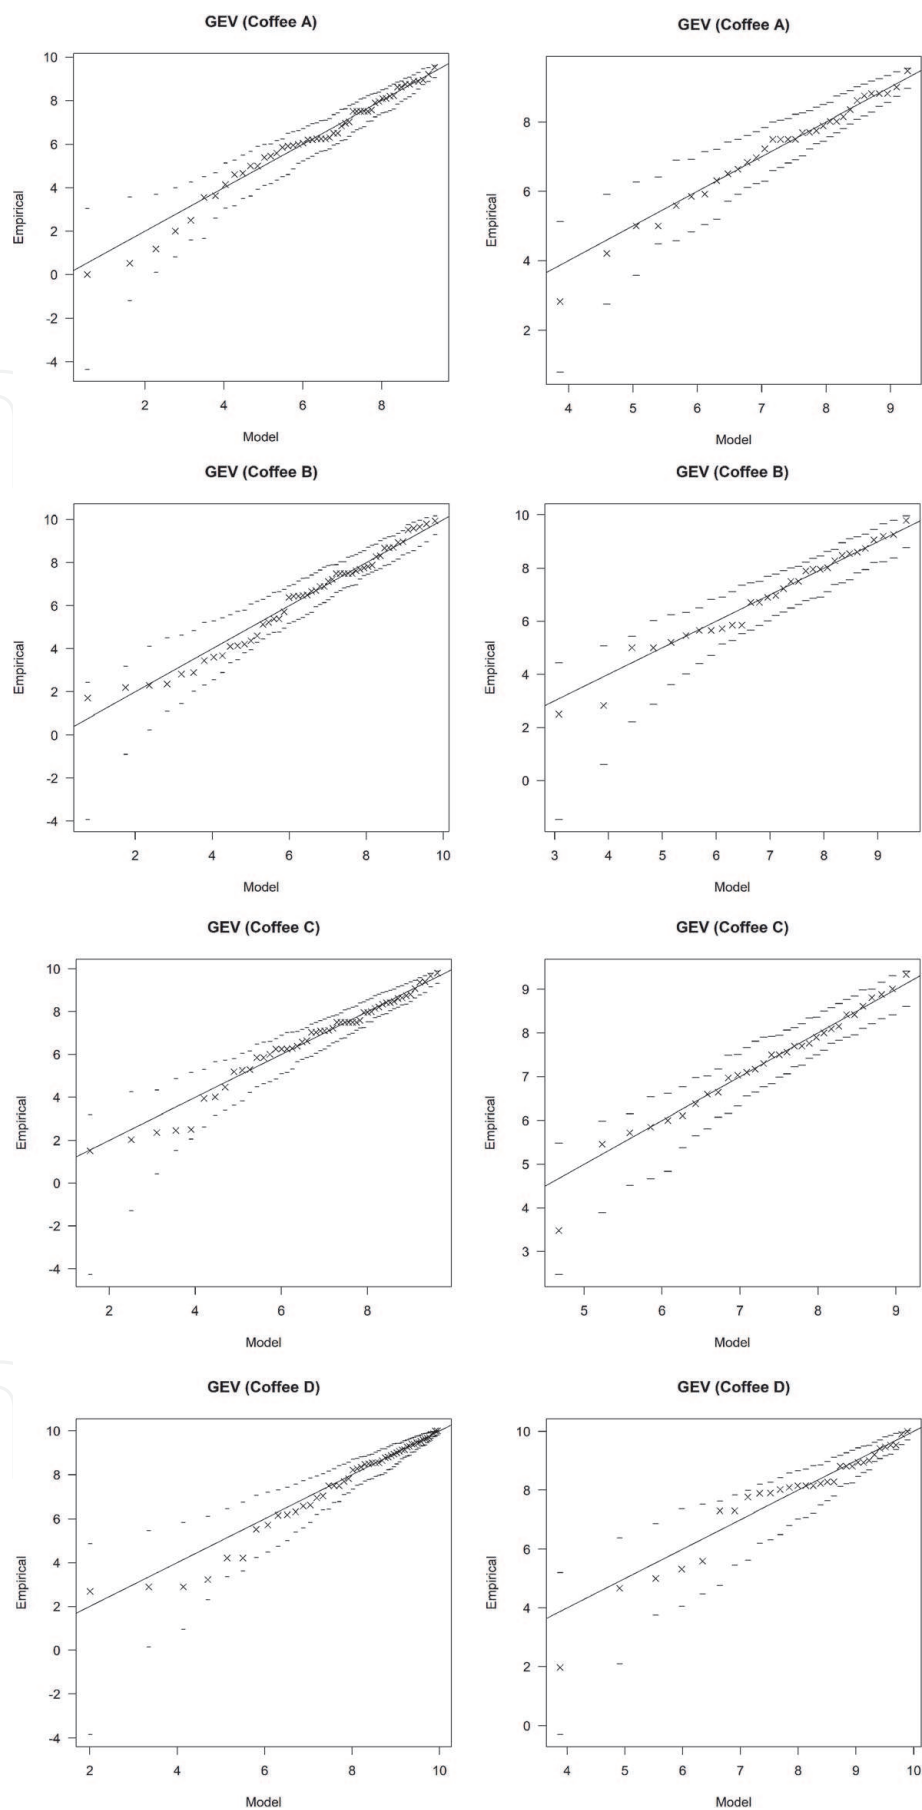 GEV (Coffee A)
10
8
6
4
2
0
-2
-4
Empirical
2 4 6 8
Model
GEV (Coffee A)
8
6
4
2
Empirical
4 5 6 7 8 9
Model
GEV (Coffee B)
10
8
6
4
2
0
-2
-4
Empirical
2 4 6 8 10
Model
GEV (Coffee B)
10
8
6
4
2
0
Empirical
3 4 5 6 7 8 9
Model
GEV (Coffee C)
10
8
6
4
2
0
-2
-4
Empirical
2 4 6 8
Model
GEV (Coffee C)
9
8
7
6
5
4
3
Empirical
5 6 7 8 9
Model
GEV (Coffee D)
10
8
6
4
2
0
-2
-4
Empirical
2 4 6 8 10
Model
GEV (Coffee D)
10
8
6
4
2
0
Empirical
4 5 6 7 8 9 10
Model